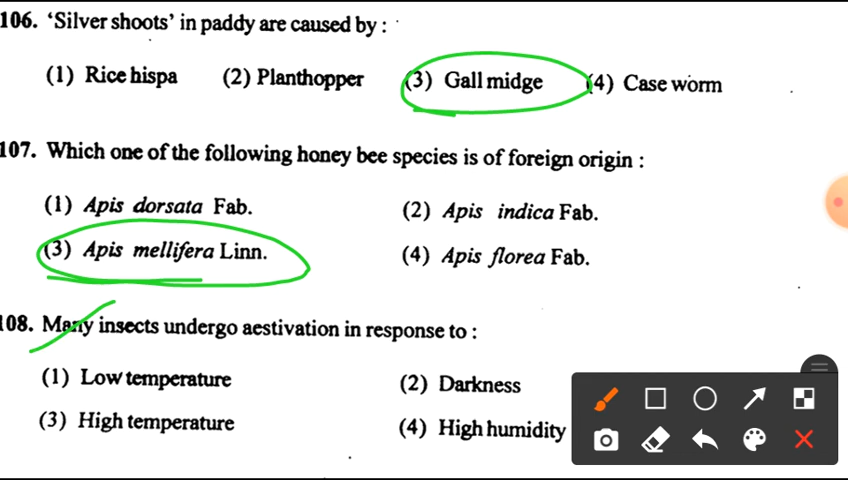 106. ‘Silver shoots’ in paddy are caused by :
(1) Rice hispa (2) Planthopper (3) Gall midge (4) Case worm
107. Which one of the following honey bee species is of foreign origin :
(1) Apis dorsata Fab. (2) Apis indica Fab.
(3) Apis mellifera Linn. (4) Apis florea Fab.
108. Many insects undergo aestivation in response to :
(1) Low temperature (2) Darkness
(3) High temperature (4) High humidity